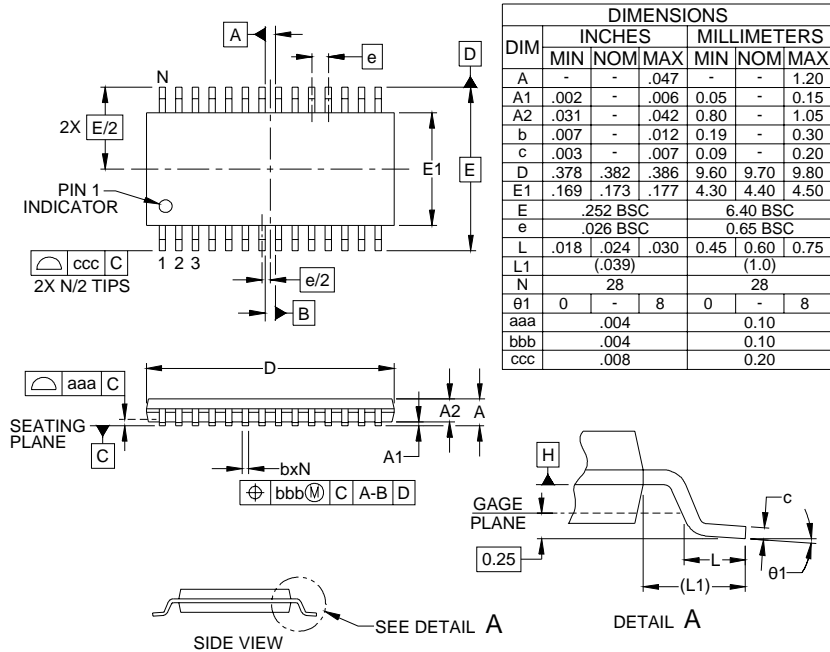 A
e
D
N
2X E/2
E1
E
PIN 1
INDICATOR
ccc C
1 2 3
2X N/2 TIPS
e/2
B
DIMENSIONS
DIM INCHES MILLIMETERS
MIN NOM MAX MIN NOM MAX
A - - .047 - - 1.20
A1 .002 - .006 0.05 - 0.15
A2 .031 - .042 0.80 - 1.05
b .007 - .012 0.19 - 0.30
c .003 - .007 0.09 - 0.20
D .378 .382 .386 9.60 9.70 9.80
E1 .169 .173 .177 4.30 4.40 4.50
E .252 BSC 6.40 BSC
e .026 BSC 0.65 BSC
L .018 .024 .030 0.45 0.60 0.75
L1 (.039) (1.0)
N 28 28
θ1 0 - 8 0 - 8
aaa .004 0.10
bbb .004 0.10
ccc .008 0.20
D
aaa C
A2 A
SEATING
PLANE
C
A1
bxN
⌖ bbbⓂ C A-B D
H
GAGE
PLANE
c
0.25
L
(L1)
θ1
SEE DETAIL A
SIDE VIEW
DETAIL A